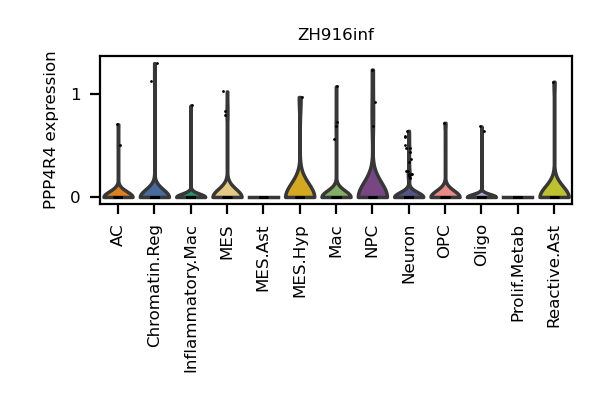 ZH916inf
PPP4R4 expression
1
0
AC
Chromatin.Reg
Inflammatory.Mac
MES
MES.Ast
MES.Hyp
Mac
NPC
Neuron
OPC
Oligo
Prolif.Metab
Reactive.Ast